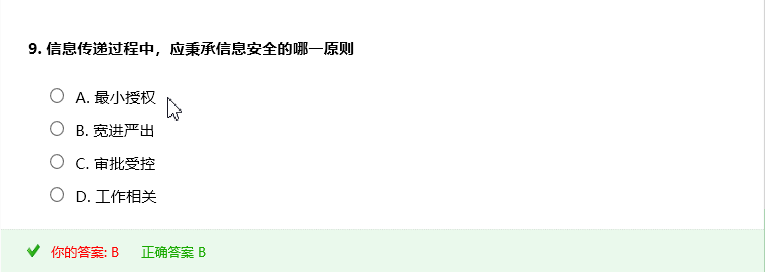 9. 信息传递过程中，应秉承信息安全的哪一原则
A. 最小授权
B. 宽进严出
C. 审批受控
D. 工作相关
你的答案: B 正确答案 B